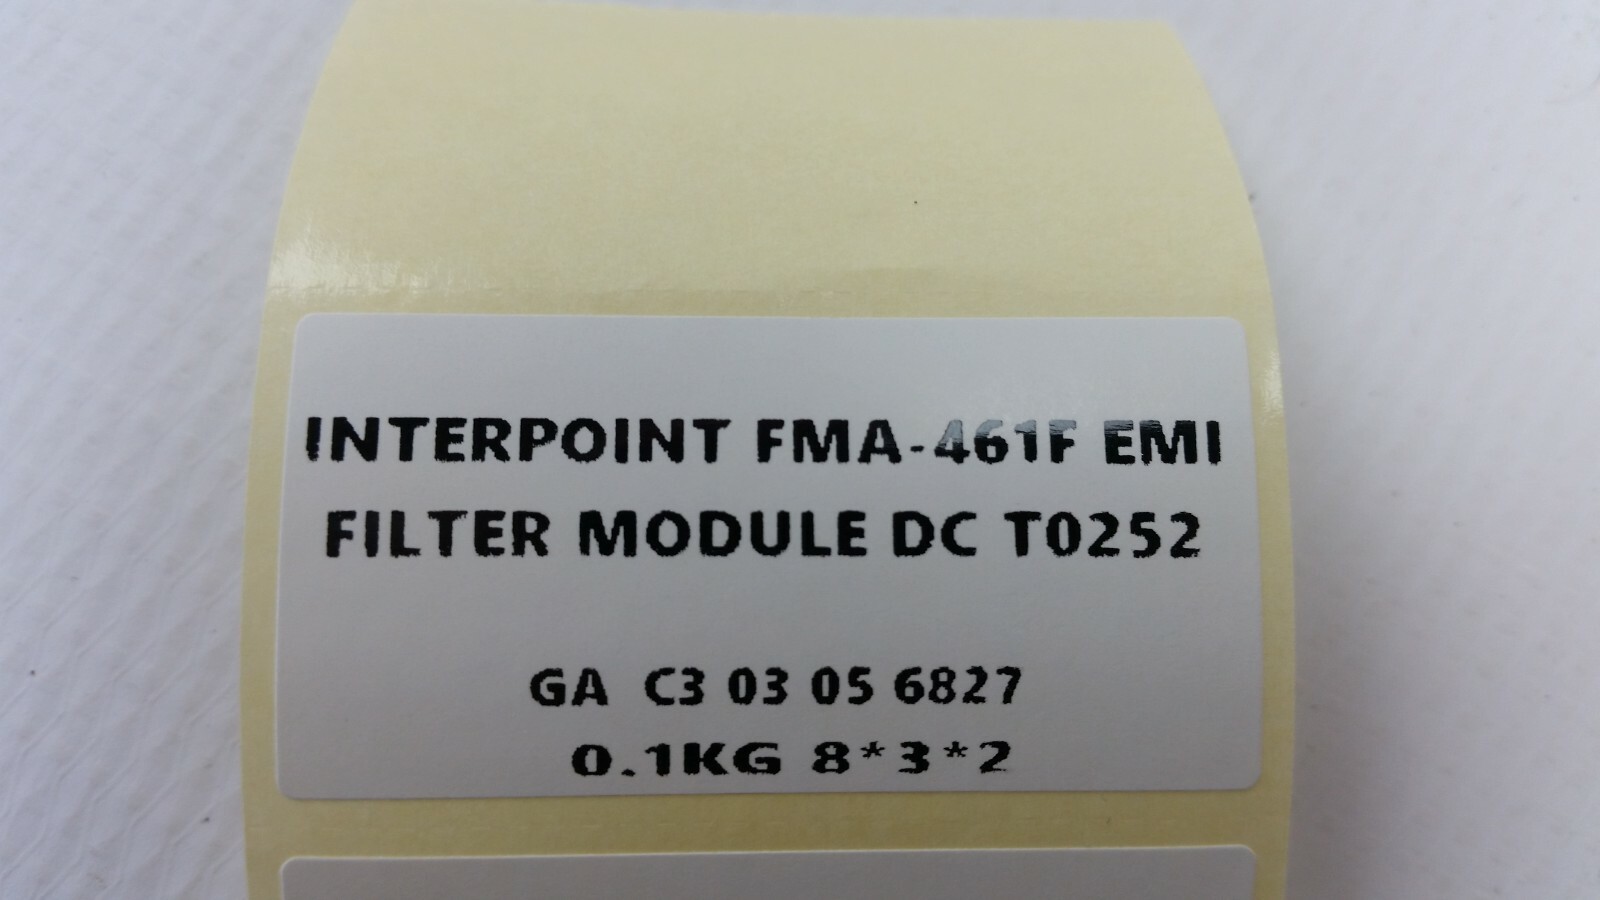 INTERPOINT FMA-461F EMI
FILTER MODULE DC T0252
GA C3 03 05 6827
0.1KG 8*3*2